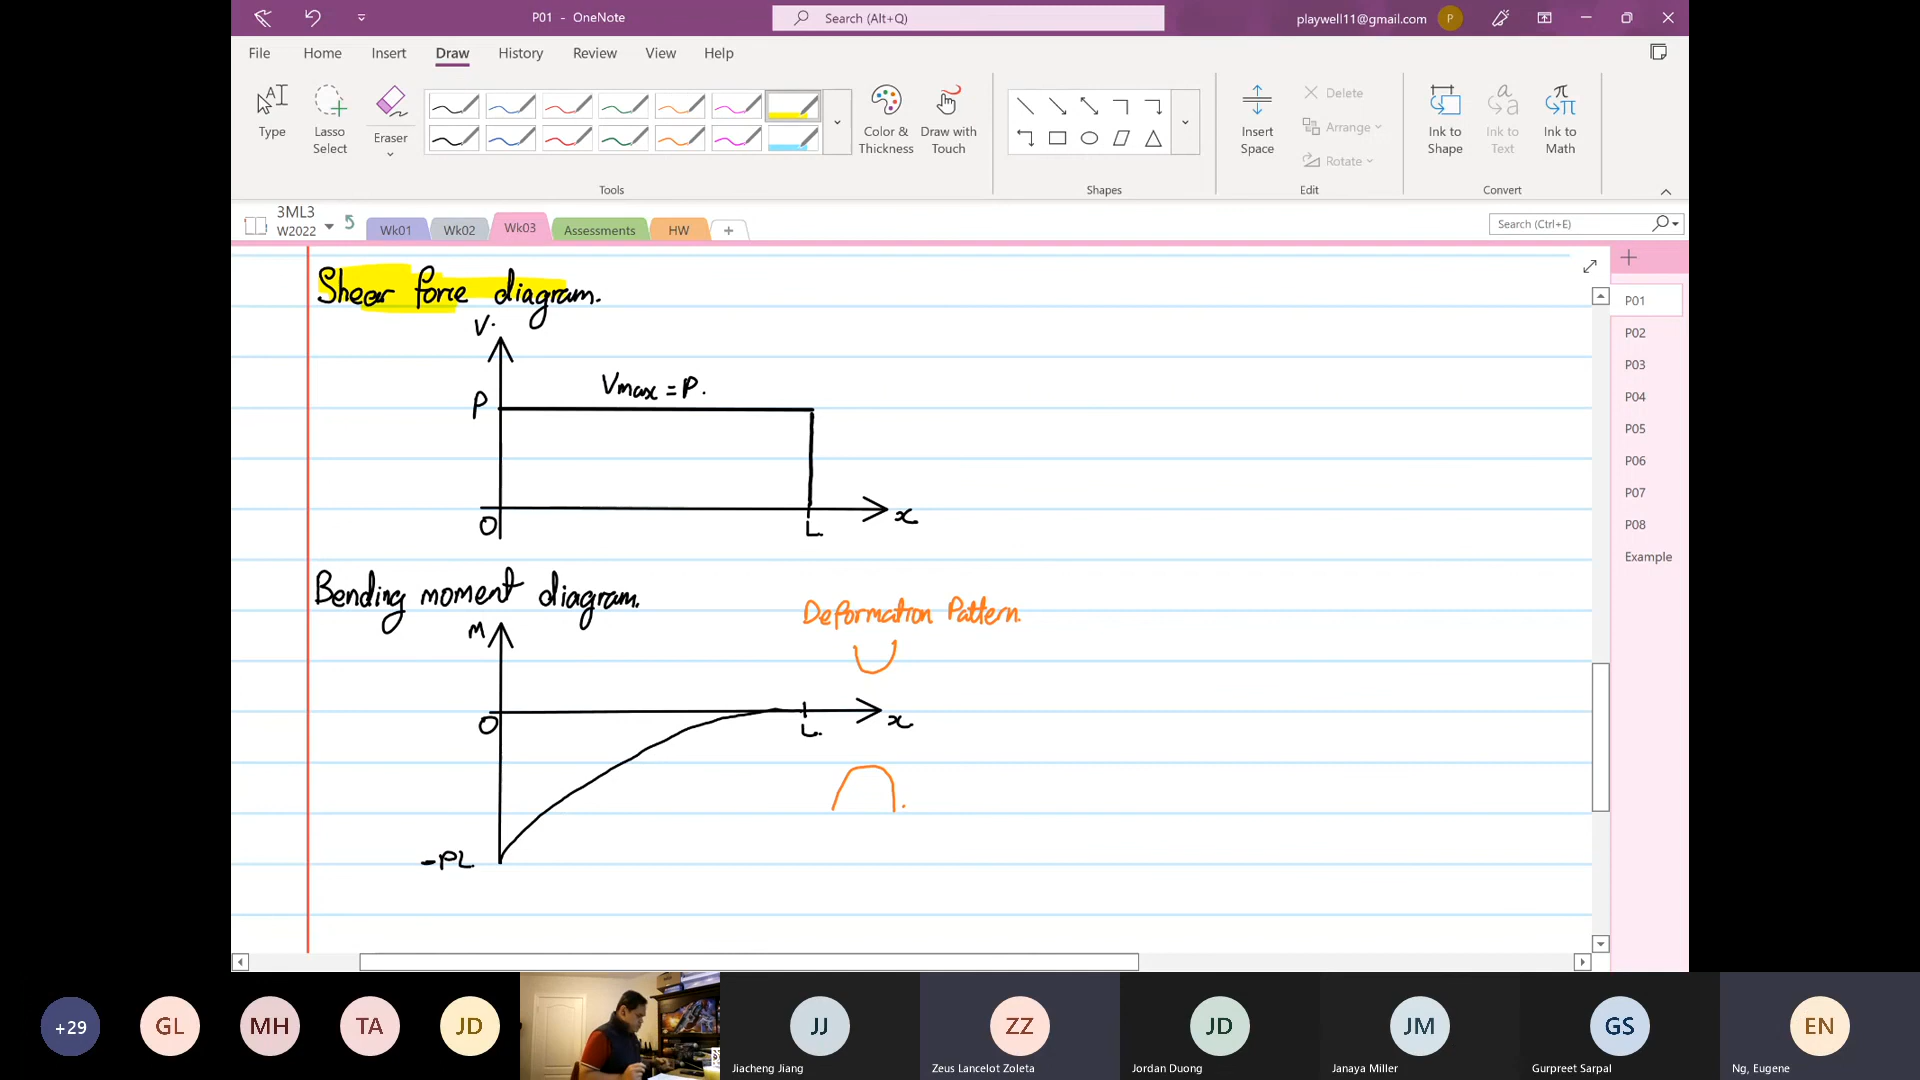 P01 - OneNote
Search (Alt+Q)
playwell11@gmail.com
P
File
Home
Insert
Draw
History
Review
View
Help
Type
Lasso Select
Eraser
Color & Thickness
Draw with Touch
Insert Space
Delete
Arrange
Rotate
Ink to Shape
Ink to Text
Ink to Math
Tools
Shapes
Edit
Convert
3ML3
W2022
Wk01
Wk02
Wk03
Assessments
HW
Search (Ctrl+E)
Shear force diagram.
V.
Vmax = P.
P
O
L.
x
Bending moment diagram.
M
Deformation Pattern.
O
L.
x
-PL.
P01
P02
P03
P04
P05
P06
P07
P08
Example
+29
GL
MH
TA
JD
JJ
Jiacheng Jiang
ZZ
Zeus Lancelot Zoleta
JD
Jordan Duong
JM
Janaya Miller
GS
Gurpreet Sarpal
EN
Ng, Eugene